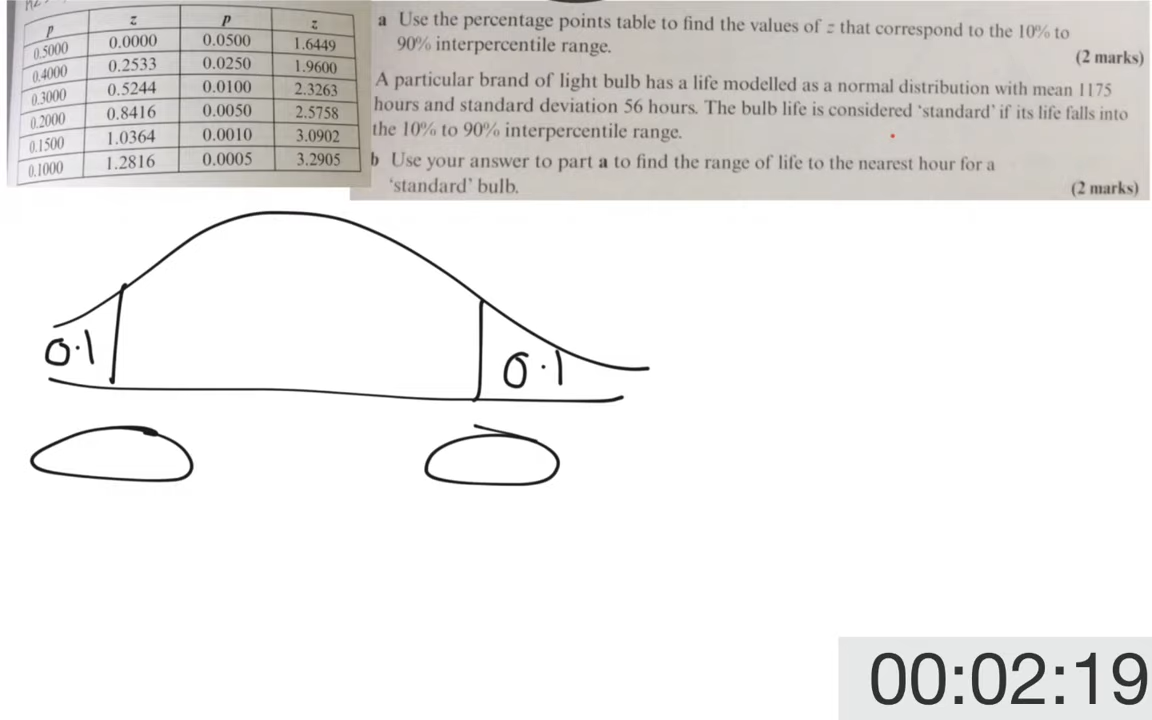 p z p z
0.5000 0.0000 0.0500 1.6449
0.4000 0.2533 0.0250 1.9600
0.3000 0.5244 0.0100 2.3263
0.2000 0.8416 0.0050 2.5758
0.1500 1.0364 0.0010 3.0902
0.1000 1.2816 0.0005 3.2905
a Use the percentage points table to find the values of z that correspond to the 10% to
90% interpercentile range.
(2 marks)
A particular brand of light bulb has a life modelled as a normal distribution with mean 1175
hours and standard deviation 56 hours. The bulb life is considered ‘standard’ if its life falls into
the 10% to 90% interpercentile range.
b Use your answer to part a to find the range of life to the nearest hour for a
‘standard’ bulb.
(2 marks)
0.1
0.1
00:02:19